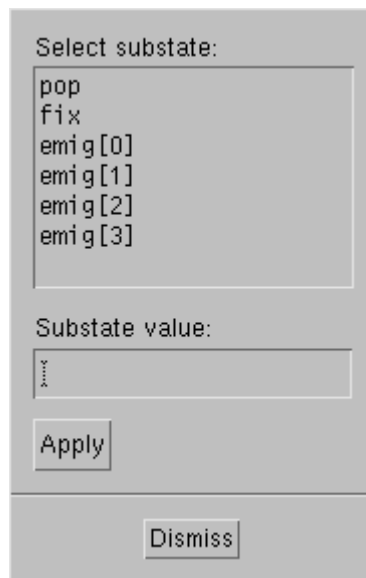 Select substate:
pop
fix
emig[0]
emig[1]
emig[2]
emig[3]
Substate value:
Apply
Dismiss